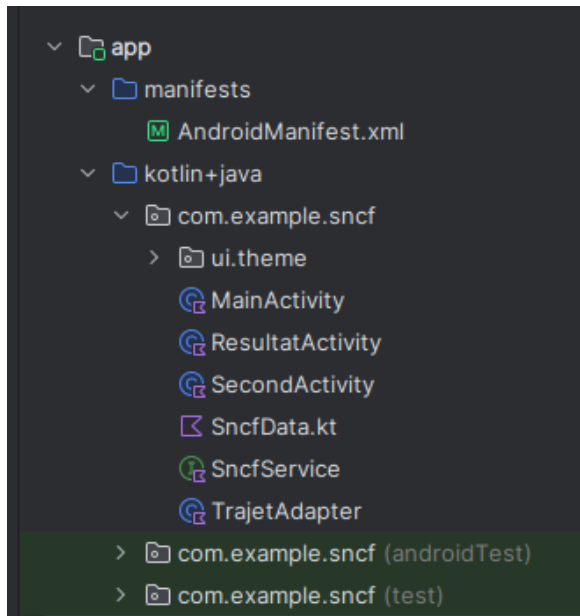 app
manifests
AndroidManifest.xml
kotlin+java
com.example.sncf
ui.theme
MainActivity
ResultatActivity
SecondActivity
SncfData.kt
SncfService
TrajetAdapter
com.example.sncf (androidTest)
com.example.sncf (test)